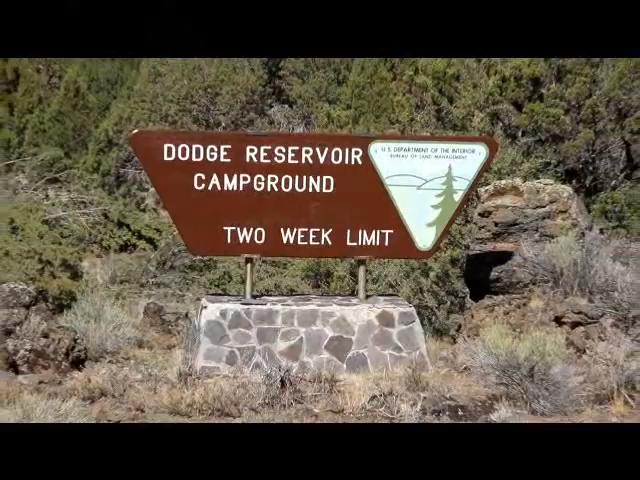 DODGE RESERVOIR
CAMPGROUND
TWO WEEK LIMIT
U.S. DEPARTMENT OF THE INTERIOR
BUREAU OF LAND MANAGEMENT